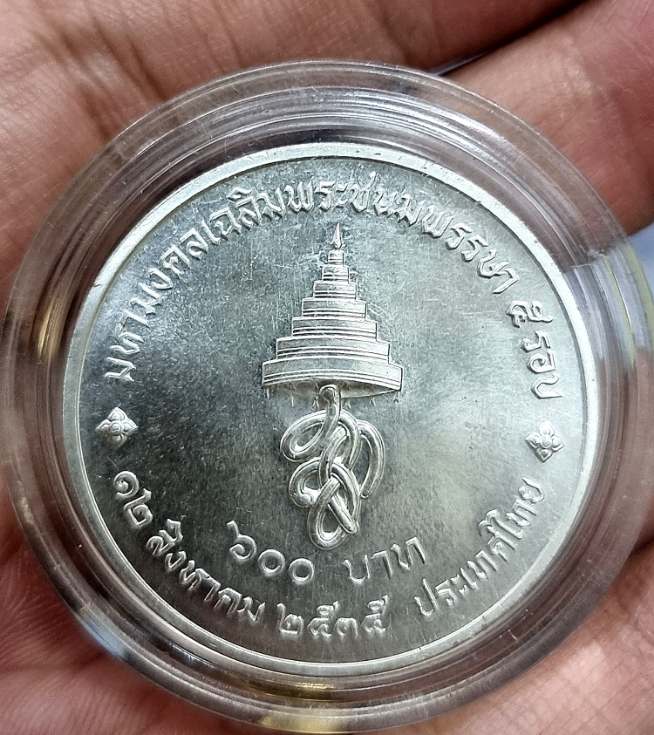 มหามงคลเฉลิมพระชนมพรรษา ๕ รอบ
๖๐๐ บาท
๑๒ สิงหาคม ๒๕๓๕ ประเทศไทย